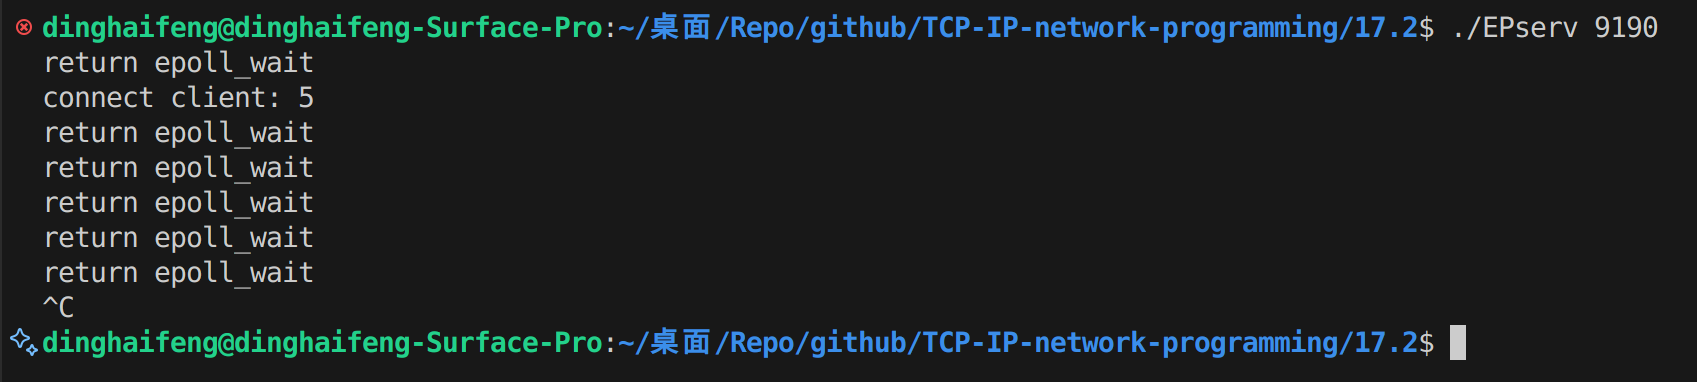 dinghaifeng@dinghaifeng-Surface-Pro:~/桌面/Repo/github/TCP-IP-network-programming/17.2$ ./EPserv 9190
return epoll_wait
connect client: 5
return epoll_wait
return epoll_wait
return epoll_wait
return epoll_wait
return epoll_wait
^C
dinghaifeng@dinghaifeng-Surface-Pro:~/桌面/Repo/github/TCP-IP-network-programming/17.2$